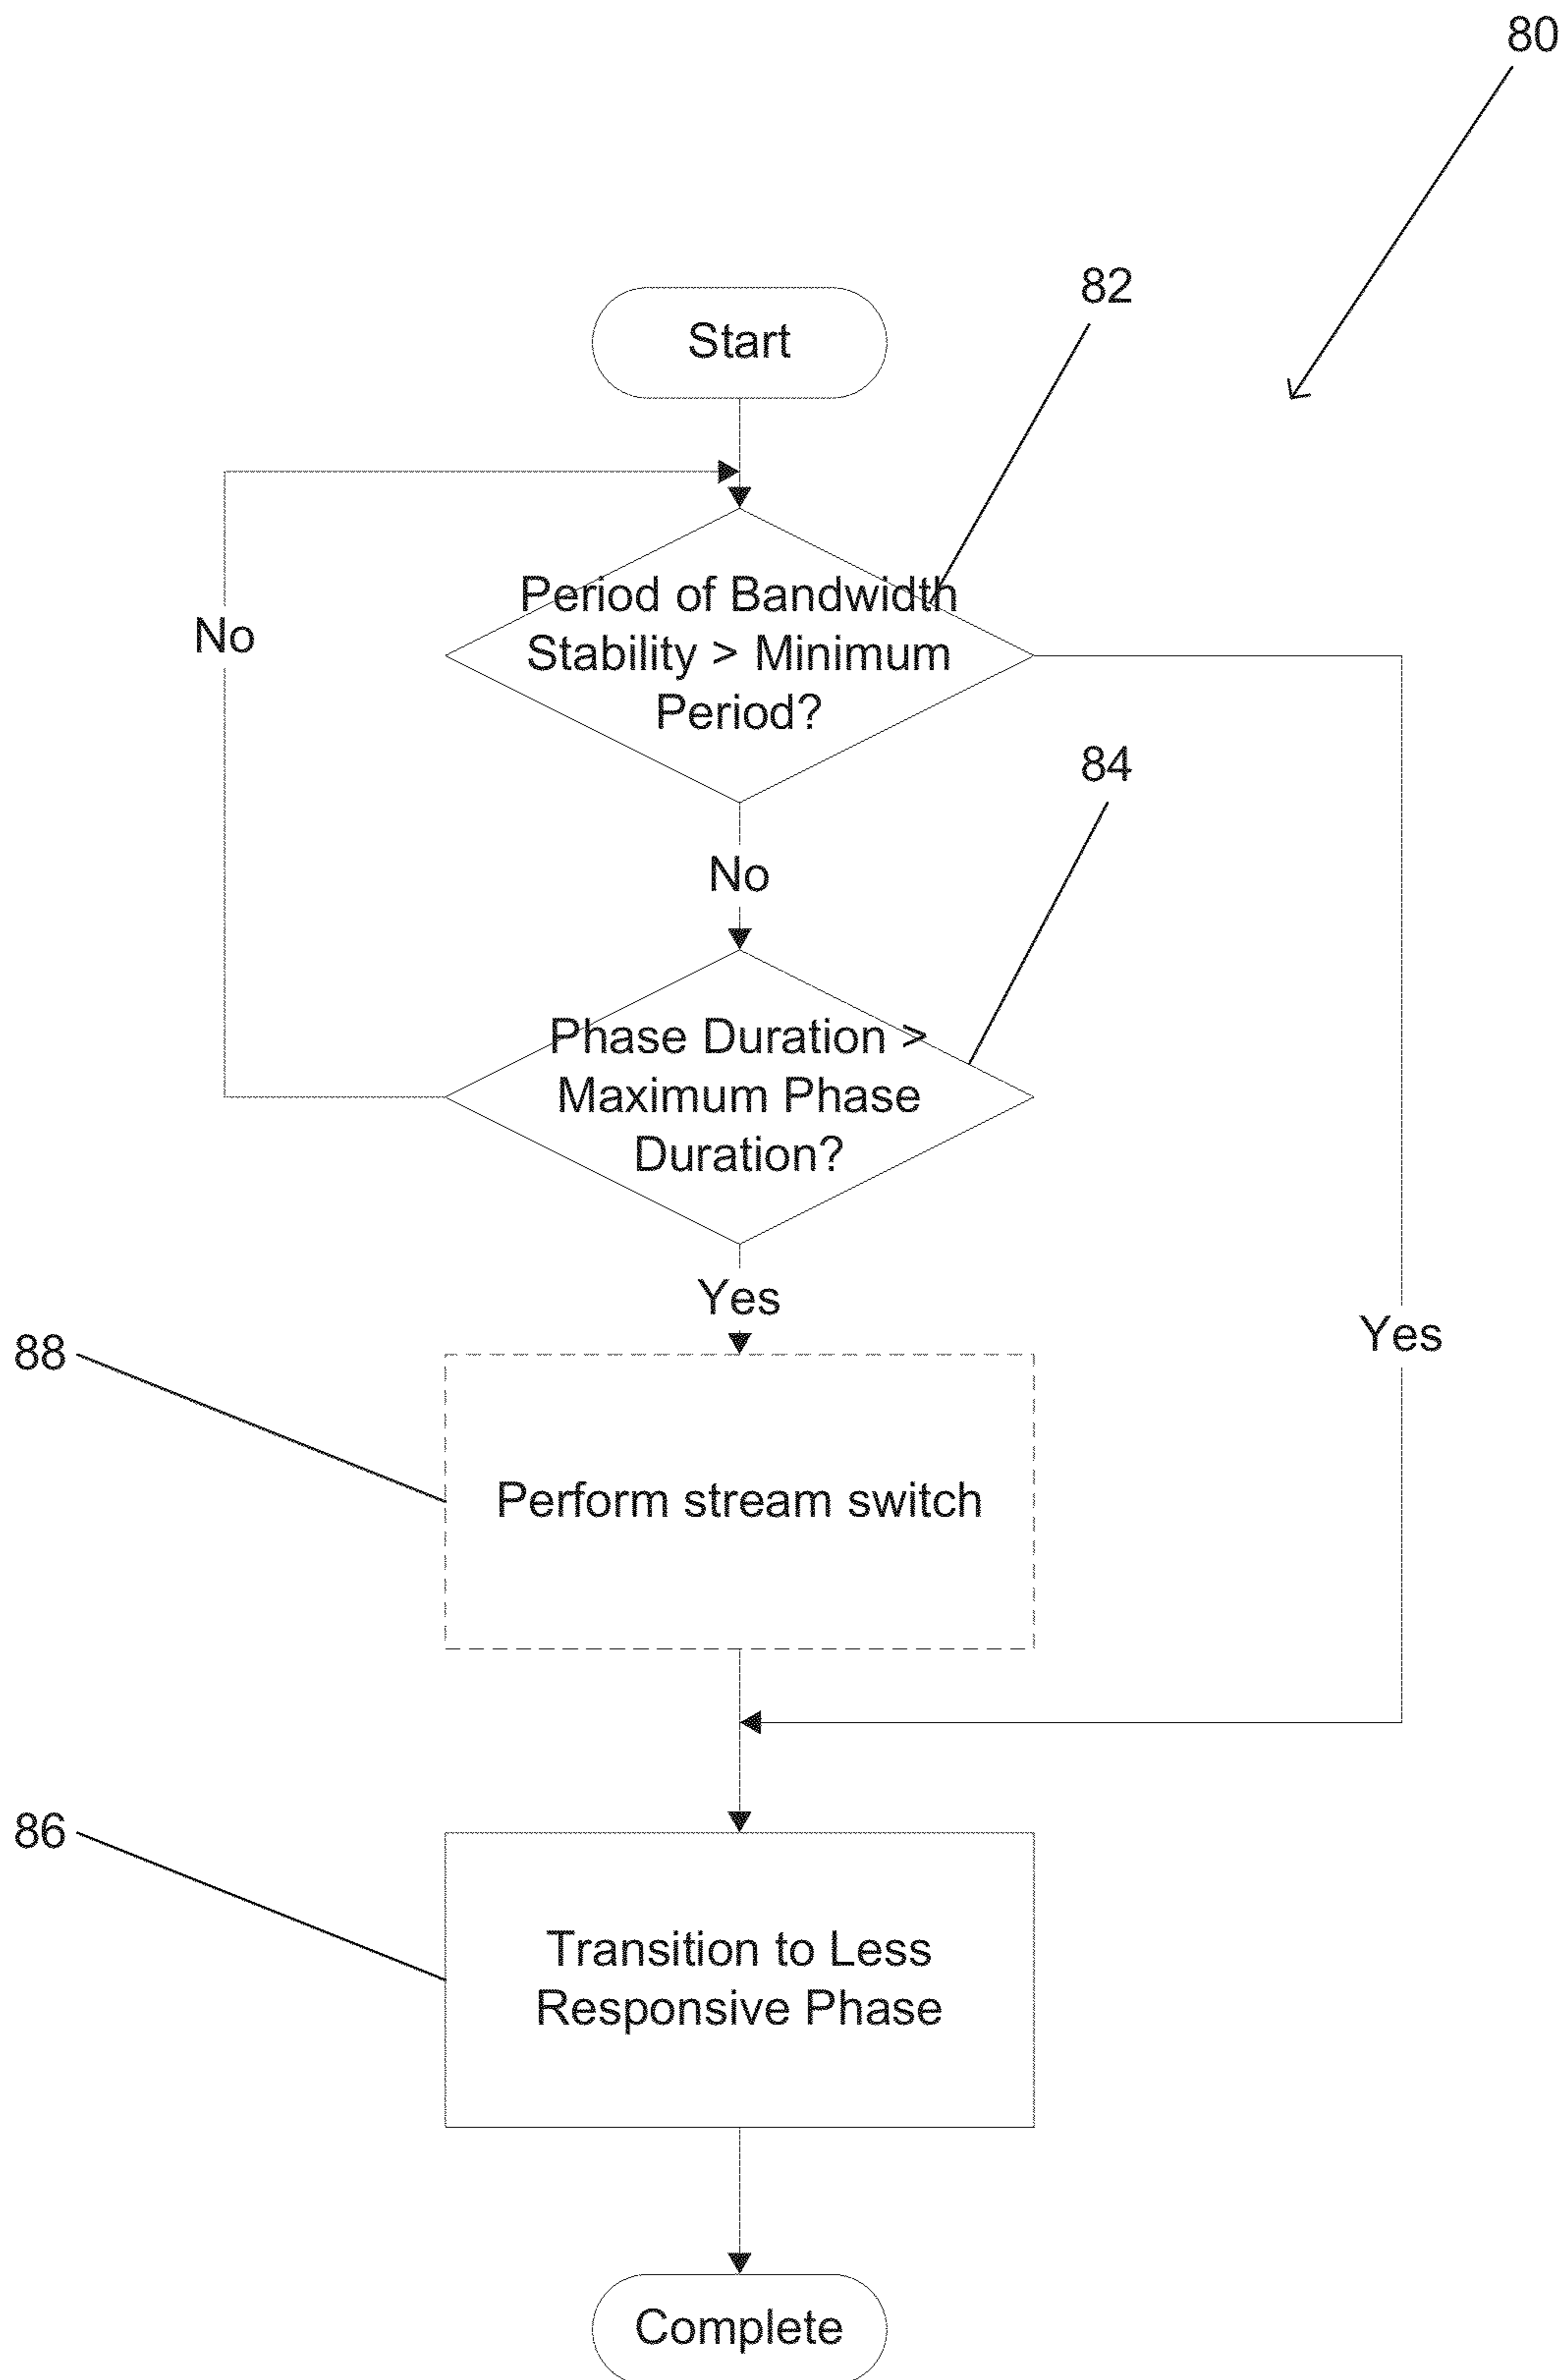 80
82
Start
Period of Bandwidth
Stability > Minimum
Period?
No
84
No
Phase Duration >
Maximum Phase
Duration?
Yes
88
Yes
Perform stream switch
86
Transition to Less
Responsive Phase
Complete